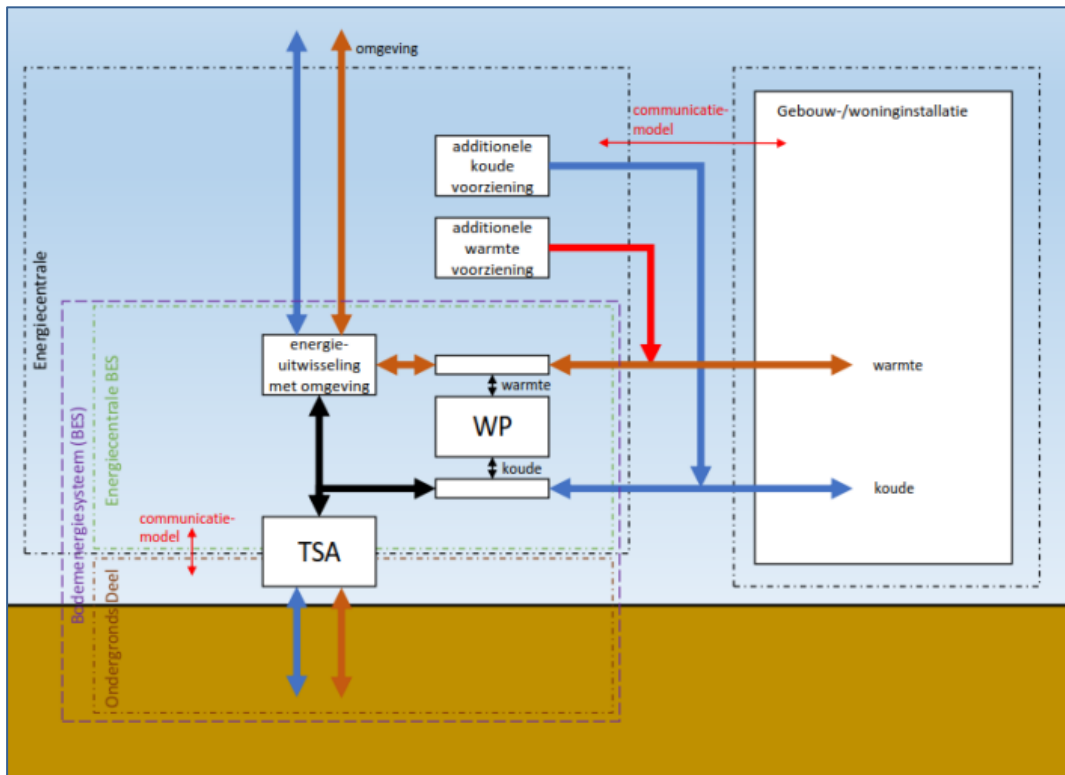 omgeving
communicatie-
model
Gebouw-/woninginstallatie
additionele
koude
voorziening
additionele
warmte
voorziening
Energiecentrale
energie-
uitwisseling
met omgeving
warmte
warmte
WP
koude
koude
Bodemenergiesysteem (BES)
Energiecentrale BES
communicatie-
model
TSA
Ondergronds Deel